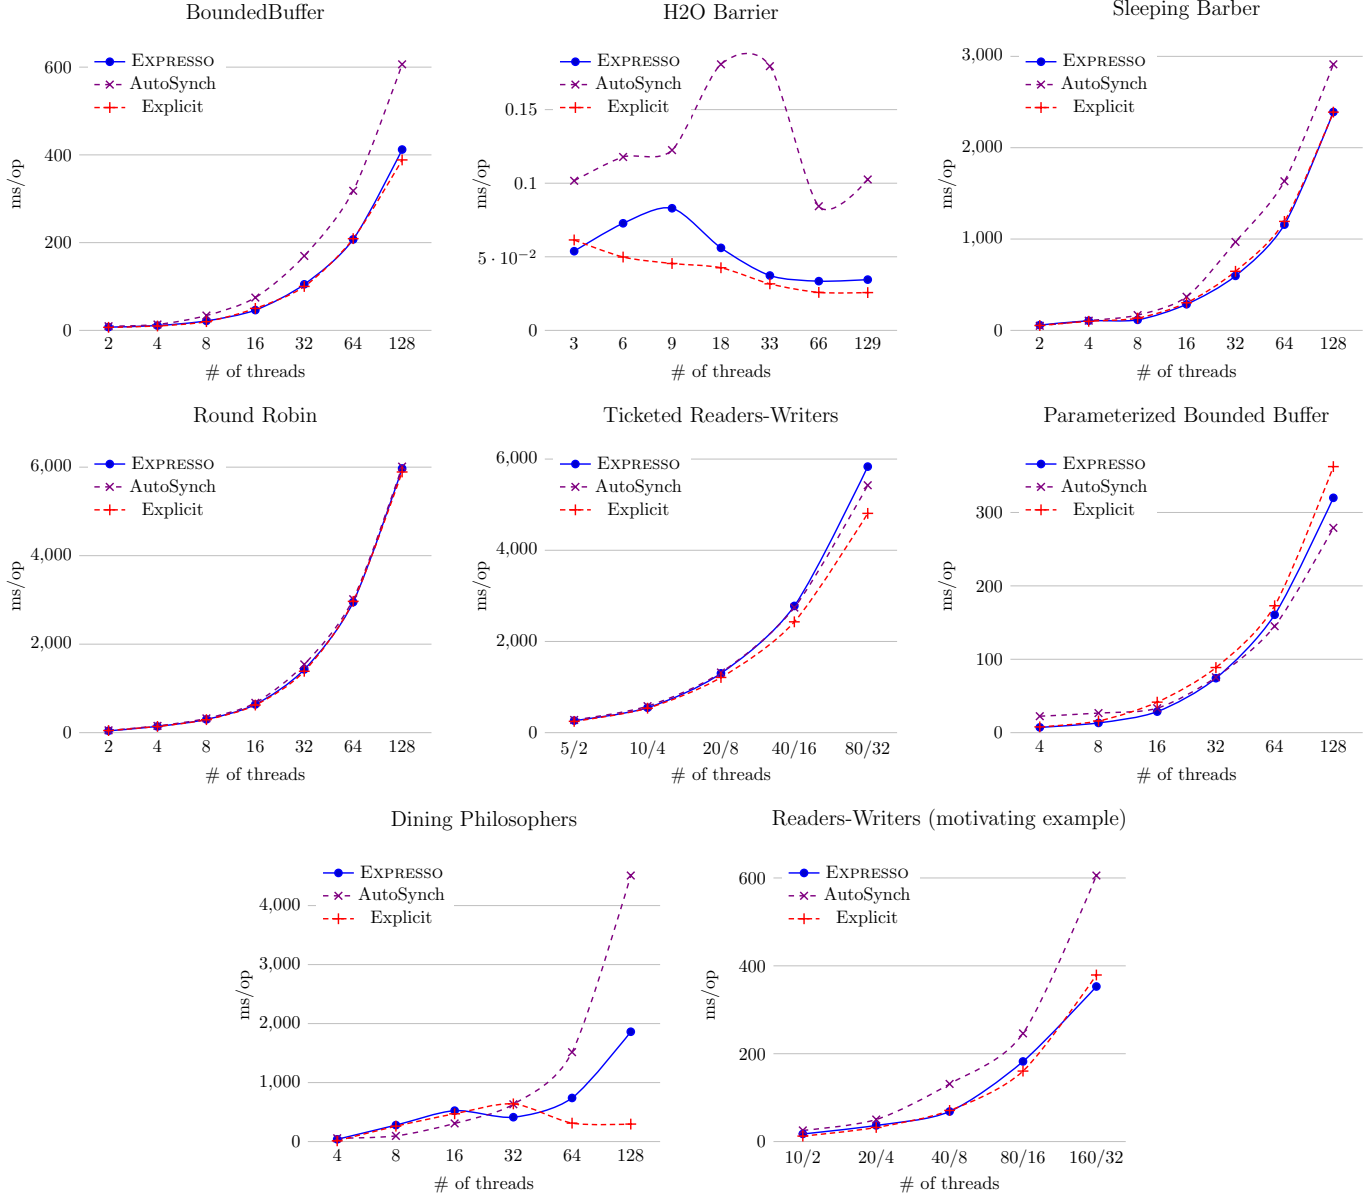 BoundedBuffer
EXPRESSO
AutoSynch
Explicit
600
400
200
0
ms/op
2 4 8 16 32 64 128
# of threads
H2O Barrier
EXPRESSO
AutoSynch
Explicit
0.15
0.1
5 · 10⁻²
0
ms/op
3 6 9 18 33 66 129
# of threads
Sleeping Barber
EXPRESSO
AutoSynch
Explicit
3,000
2,000
1,000
0
ms/op
2 4 8 16 32 64 128
# of threads
Round Robin
EXPRESSO
AutoSynch
Explicit
6,000
4,000
2,000
0
ms/op
2 4 8 16 32 64 128
# of threads
Ticketed Readers-Writers
EXPRESSO
AutoSynch
Explicit
6,000
4,000
2,000
0
ms/op
5/2 10/4 20/8 40/16 80/32
# of threads
Parameterized Bounded Buffer
EXPRESSO
AutoSynch
Explicit
300
200
100
0
ms/op
4 8 16 32 64 128
# of threads
Dining Philosophers
EXPRESSO
AutoSynch
Explicit
4,000
3,000
2,000
1,000
0
ms/op
4 8 16 32 64 128
# of threads
Readers-Writers (motivating example)
EXPRESSO
AutoSynch
Explicit
600
400
200
0
ms/op
10/2 20/4 40/8 80/16 160/32
# of threads